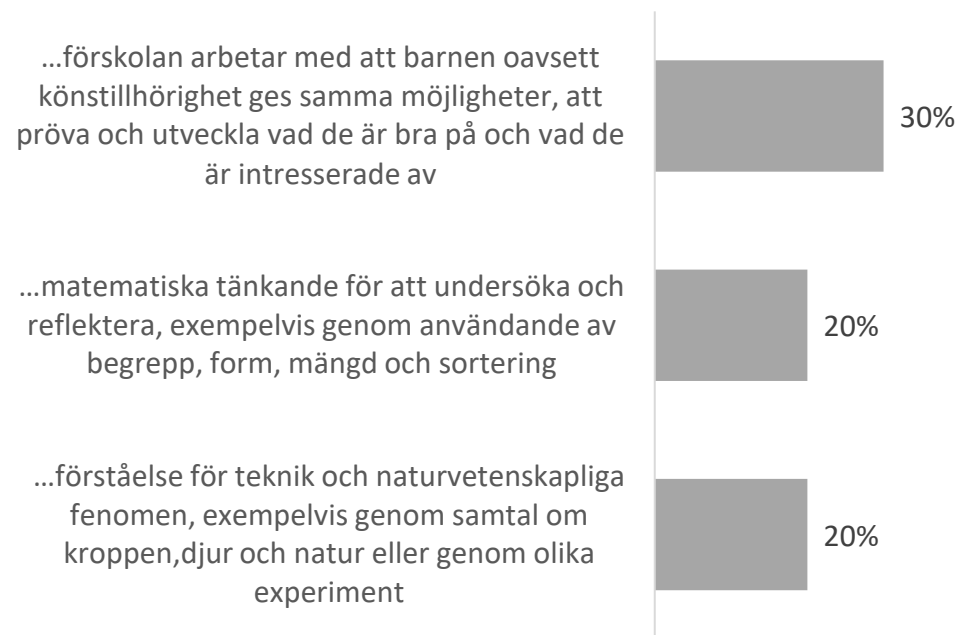 ...förskolan arbetar med att barnen oavsett
könstillhörighet ges samma möjligheter, att
pröva och utveckla vad de är bra på och vad de
är intresserade av
30%
...matematiska tänkande för att undersöka och
reflektera, exempelvis genom användande av
begrepp, form, mängd och sortering
20%
...förståelse för teknik och naturvetenskapliga
fenomen, exempelvis genom samtal om
kroppen,djur och natur eller genom olika
experiment
20%